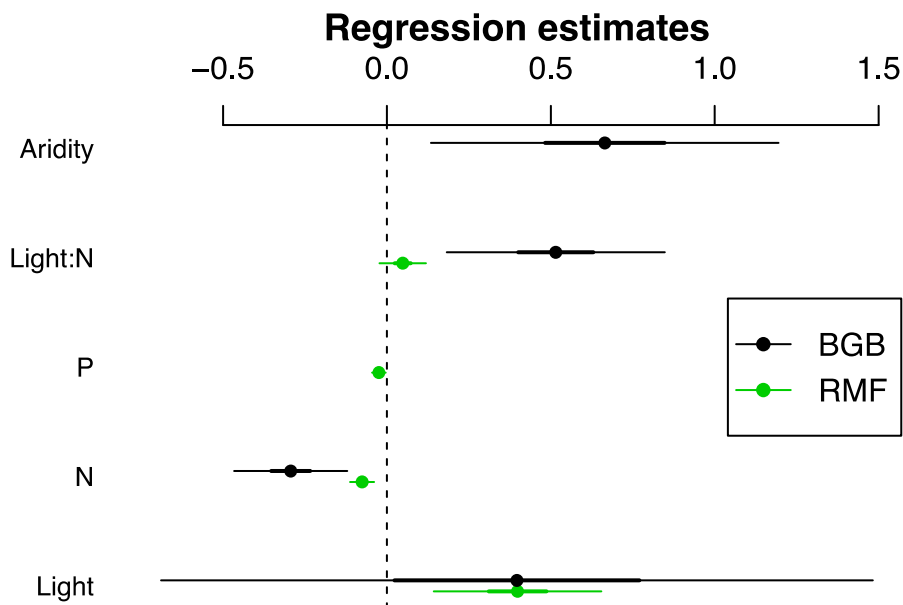 Regression estimates
−0.5 0.0 0.5 1.0 1.5
Aridity
Light:N
P
N
Light
BGB
RMF